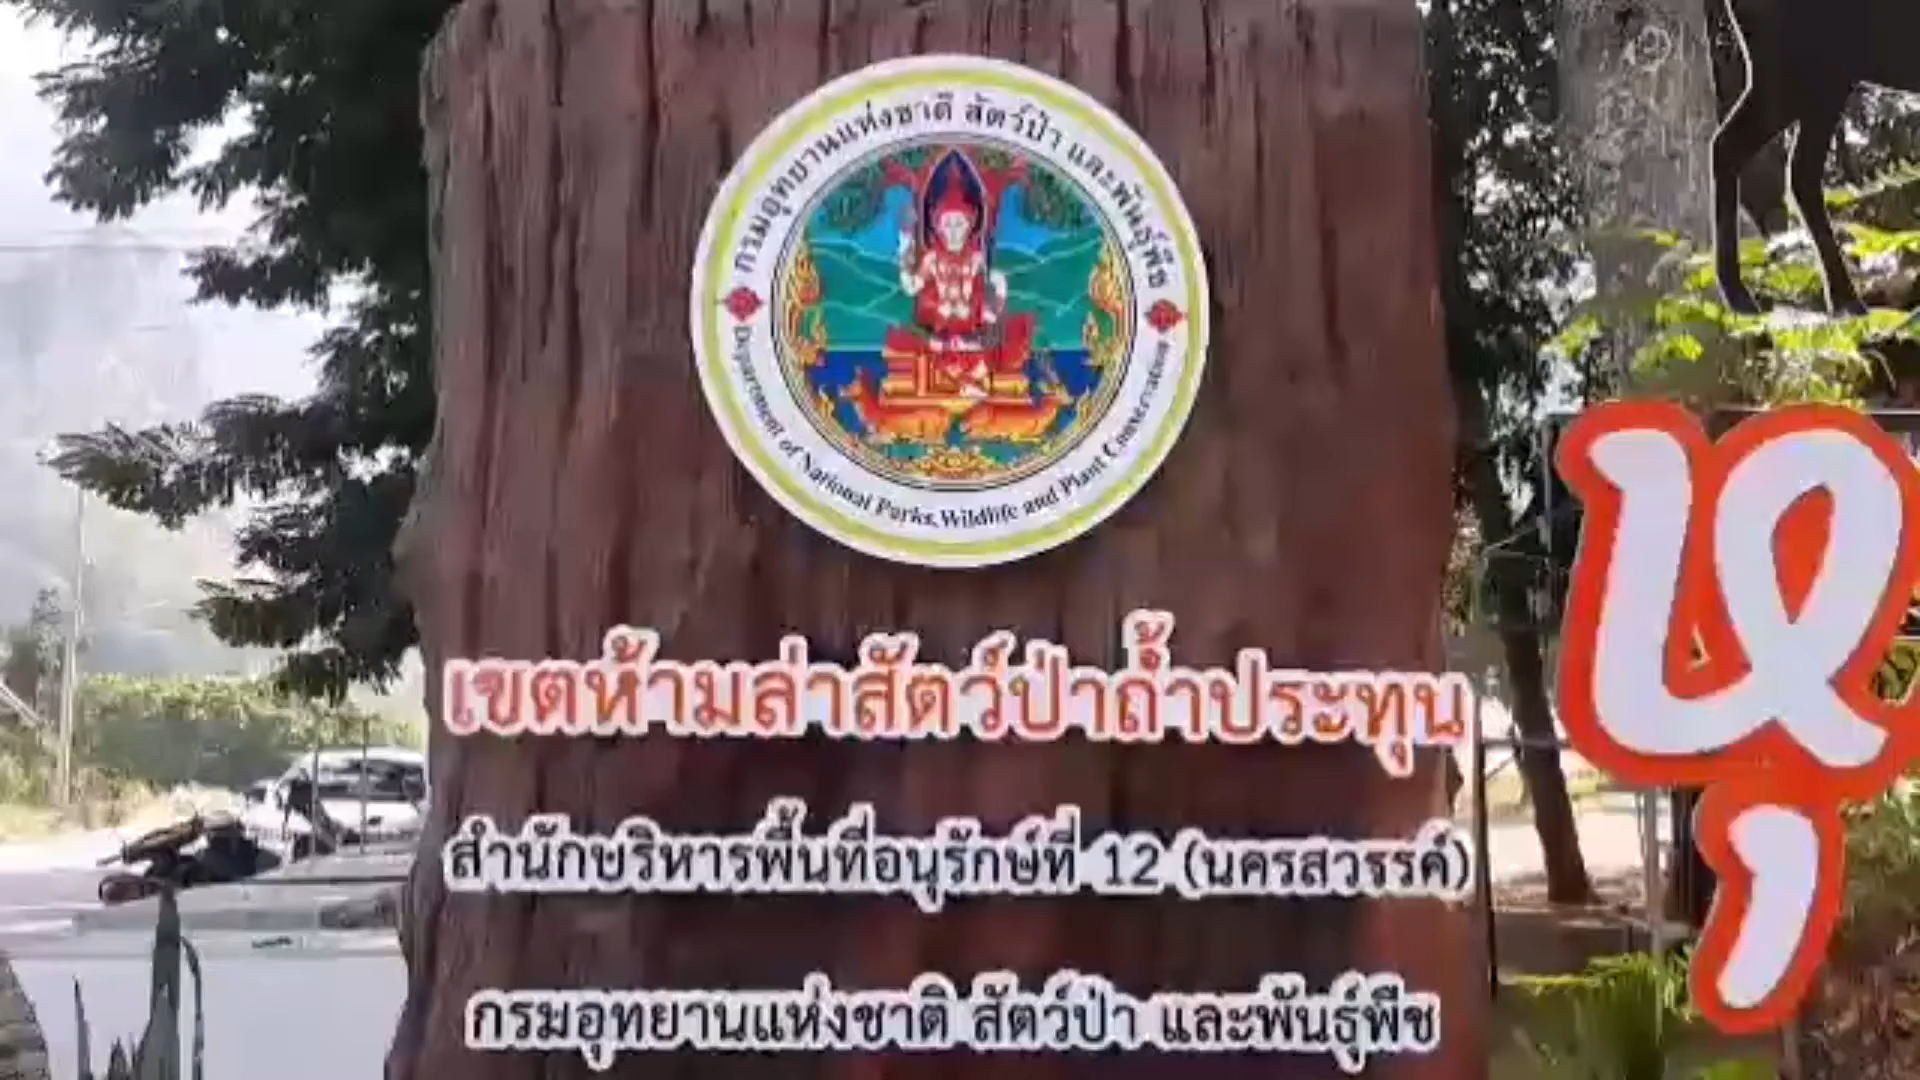 กรมอุทยานแห่งชาติ สัตว์ป่า และพันธุ์พืช
Department of National Parks, Wildlife and Plant Conservation
เขตห้ามล่าสัตว์ป่าถ้ำประทุน
สำนักบริหารพื้นที่อนุรักษ์ที่ 12 (นครสวรรค์)
กรมอุทยานแห่งชาติ สัตว์ป่า และพันธุ์พืช